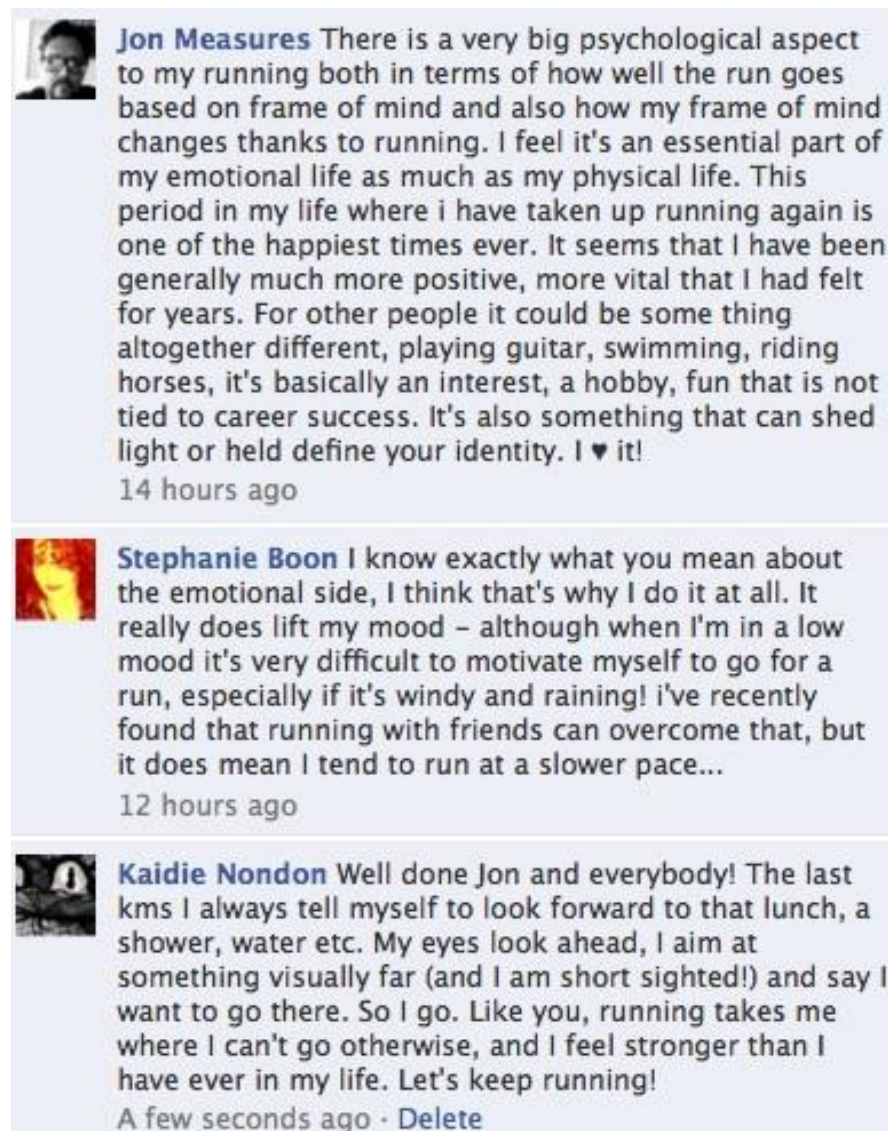 Jon Measures There is a very big psychological aspect
to my running both in terms of how well the run goes
based on frame of mind and also how my frame of mind
changes thanks to running. I feel it's an essential part of
my emotional life as much as my physical life. This
period in my life where i have taken up running again is
one of the happiest times ever. It seems that I have been
generally much more positive, more vital that I had felt
for years. For other people it could be some thing
altogether different, playing guitar, swimming, riding
horses, it's basically an interest, a hobby, fun that is not
tied to career success. It's also something that can shed
light or held define your identity. I ♥ it!
14 hours ago
Stephanie Boon I know exactly what you mean about
the emotional side, I think that's why I do it at all. It
really does lift my mood – although when I'm in a low
mood it's very difficult to motivate myself to go for a
run, especially if it's windy and raining! i've recently
found that running with friends can overcome that, but
it does mean I tend to run at a slower pace...
12 hours ago
Kaidie Nondon Well done Jon and everybody! The last
kms I always tell myself to look forward to that lunch, a
shower, water etc. My eyes look ahead, I aim at
something visually far (and I am short sighted!) and say I
want to go there. So I go. Like you, running takes me
where I can't go otherwise, and I feel stronger than I
have ever in my life. Let's keep running!
A few seconds ago · Delete